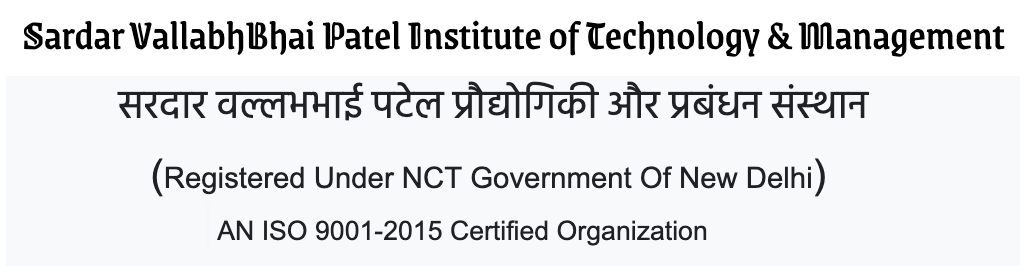 Sardar VallabhBhai Patel Institute of Technology & Management
सरदार वल्लभभाई पटेल प्रौद्योगिकी और प्रबंधन संस्थान
(Registered Under NCT Government Of New Delhi)
AN ISO 9001-2015 Certified Organization